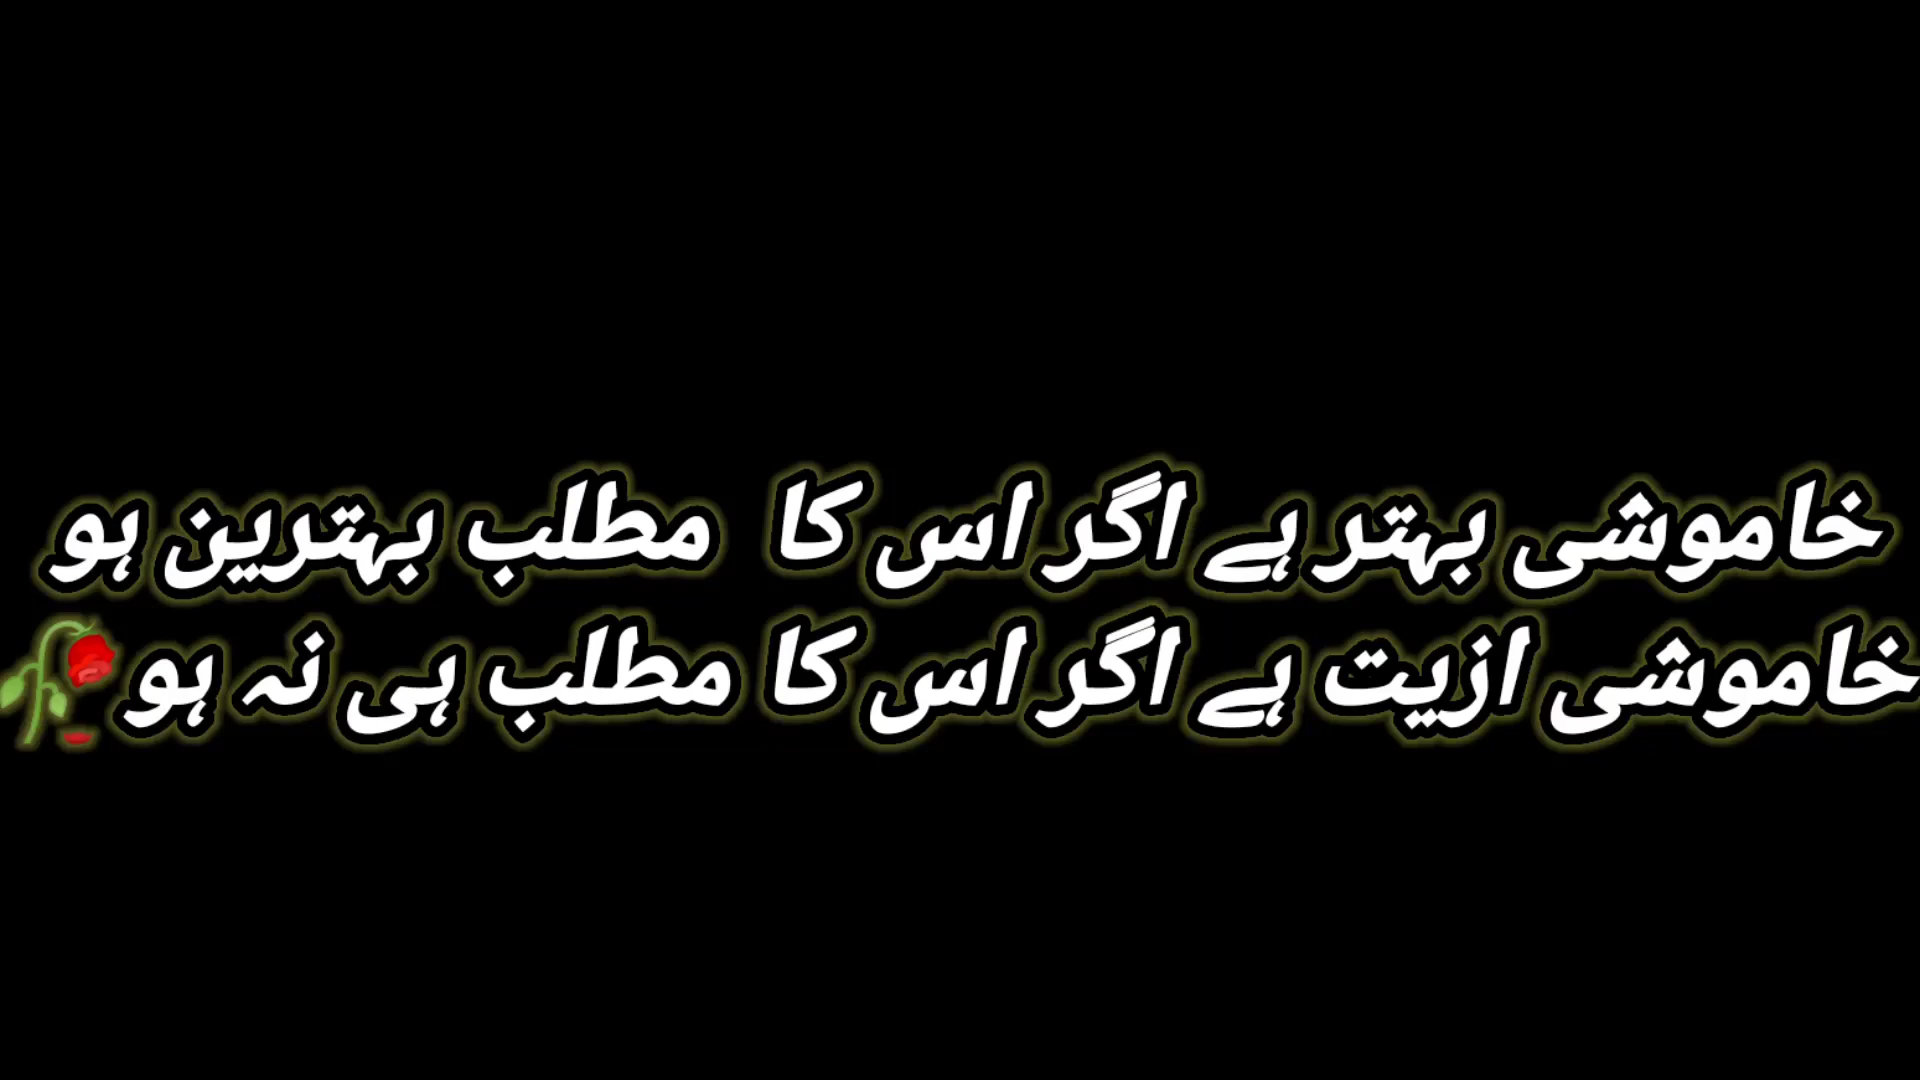 خاموشی بہتر ہے اگر اس کا مطلب بہترین ہو
خاموشی ازیت ہے اگر اس کا مطلب ہی نہ ہو🥀